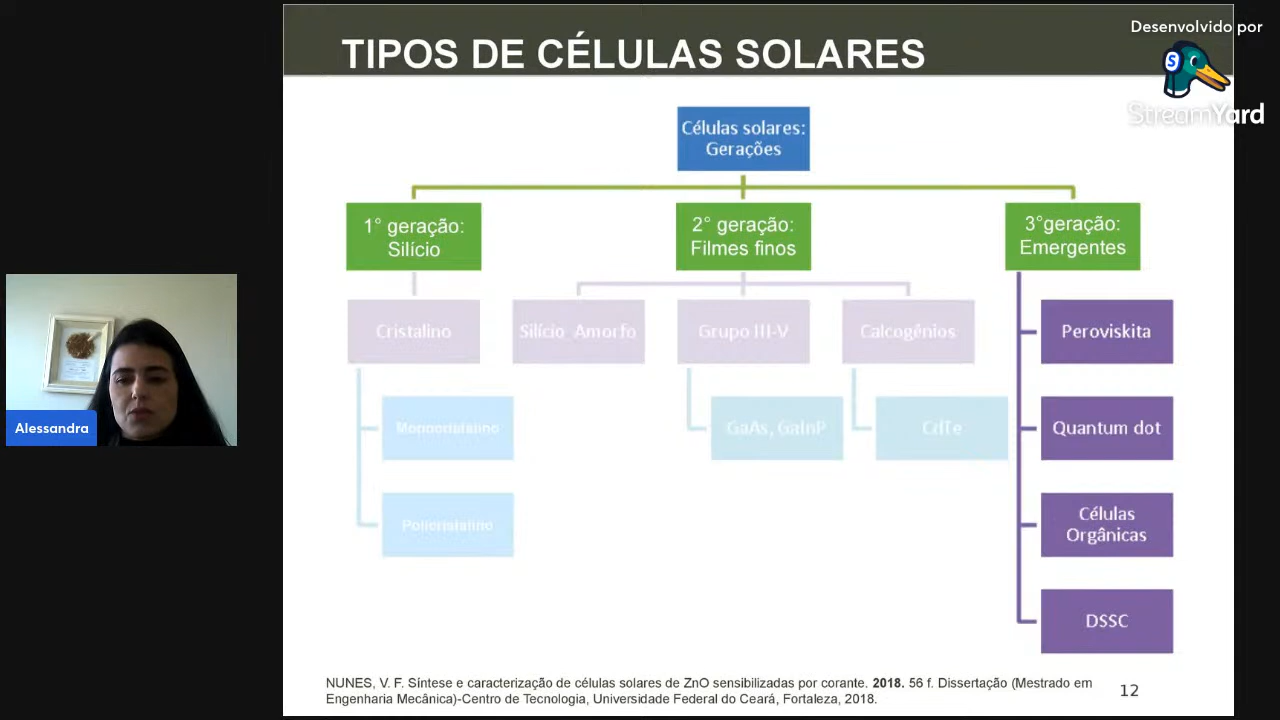 TIPOS DE CÉLULAS SOLARES
Desenvolvido por
StreamYard
Células solares:
Gerações
1° geração:
Silício
2° geração:
Filmes finos
3°geração:
Emergentes
Cristalino
Silício Amorfo
Grupo III-V
Calcogênios
Peroviskita
Monocristalino
GaAs, GaInP
CdTe
Quantum dot
Policristalino
Células
Orgânicas
DSSC
Alessandra
NUNES, V. F. Síntese e caracterização de células solares de ZnO sensibilizadas por corante. 2018. 56 f. Dissertação (Mestrado em
Engenharia Mecânica)-Centro de Tecnologia, Universidade Federal do Ceará, Fortaleza, 2018.
12